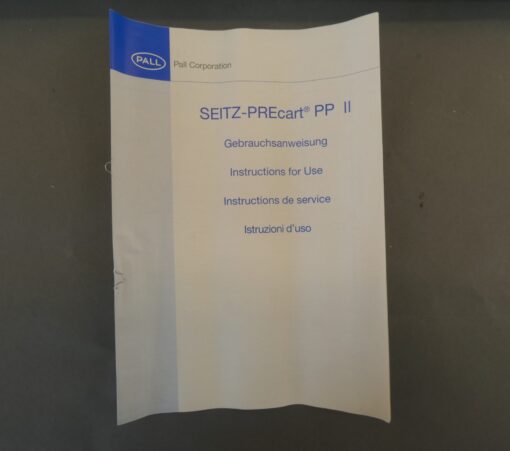 PALL
Pall Corporation
SEITZ-PREcart® PP II
Gebrauchsanweisung
Instructions for Use
Instructions de service
Istruzioni d'uso